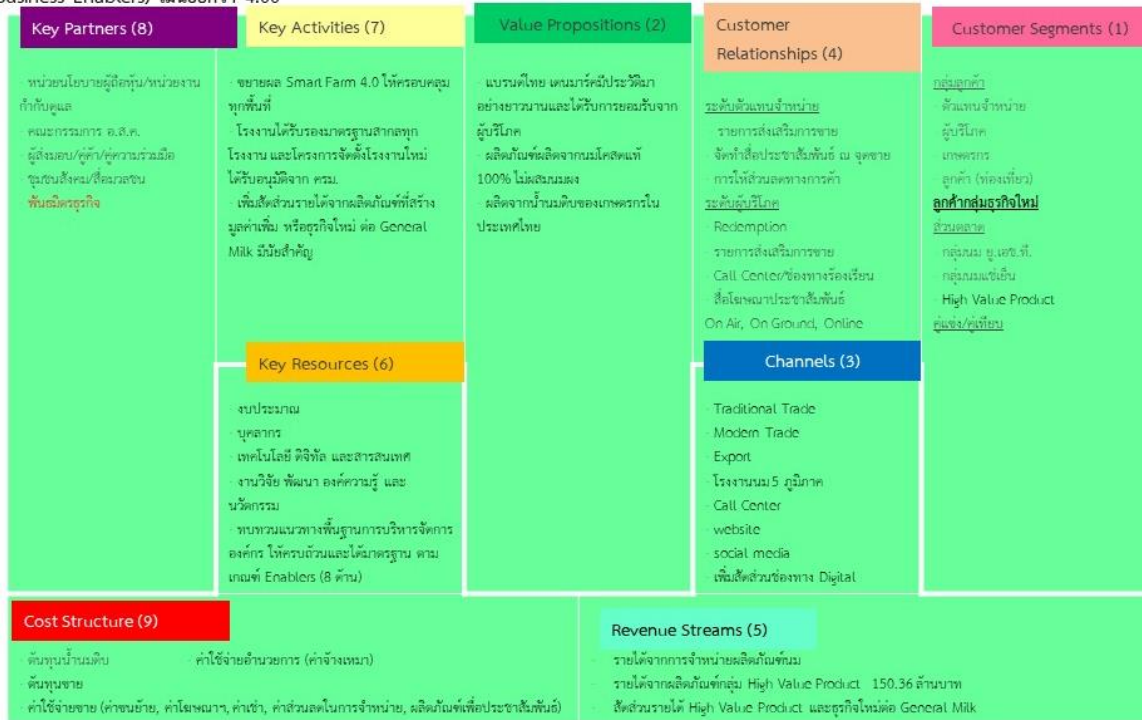 Business Enablers)
Key Partners (8)
- หน่วยนโยบายผู้ถือหุ้น/หน่วยงาน
กำกับดูแล
- คณะกรรมการ อ.ส.ค.
- ผู้ส่งมอบ/คู่ค้า/คู่ความร่วมมือ
- ชุมชนสังคม/สื่อมวลชน
- พันธมิตรธุรกิจ
Key Activities (7)
- ขยายผล Smart Farm 4.0 ให้ครอบคลุม
ทุกพื้นที่
- โรงงานได้รับรองมาตรฐานสากลทุก
โรงงาน และโครงการจัดตั้งโรงงานใหม่
ได้รับอนุมัติจาก ครม.
- เพิ่มสัดส่วนรายได้จากผลิตภัณฑ์ที่สร้าง
มูลค่าเพิ่ม หรือธุรกิจใหม่ ต่อ General
Milk มีนัยสำคัญ
Key Resources (6)
- งบประมาณ
- บุคลากร
- เทคโนโลยี ดิจิทัล และสารสนเทศ
- งานวิจัย พัฒนา องค์ความรู้ และ
นวัตกรรม
- ทบทวนแนวทางพื้นฐานการบริหารจัดการ
องค์กร ให้ครบถ้วนและได้มาตรฐาน ตาม
เกณฑ์ Enablers (8 ด้าน)
Value Propositions (2)
- แบรนด์ไทย เดนมาร์คมีประวัติมา
อย่างยาวนานและได้รับการยอมรับจาก
ผู้บริโภค
- ผลิตภัณฑ์ผลิตจากนมโคสดแท้
100% ไม่ผสมนมผง
- ผลิตจากน้ำนมดิบของเกษตรกรใน
ประเทศไทย
Customer
Relationships (4)
ระดับตัวแทนจำหน่าย
- รายการส่งเสริมการขาย
- จัดทำสื่อประชาสัมพันธ์ ณ จุดขาย
- การให้ส่วนลดทางการค้า
ระดับผู้บริโภค
- Redemption
- รายการส่งเสริมการขาย
- Call Center/ช่องทางร้องเรียน
- สื่อโฆษณาประชาสัมพันธ์
On Air, On Ground, Online
Channels (3)
- Traditional Trade
- Modern Trade
- Export
- โรงงานนม 5 ภูมิภาค
- Call Center
- website
- social media
- เพิ่มสัดส่วนช่องทาง Digital
Customer Segments (1)
กลุ่มลูกค้า
- ตัวแทนจำหน่าย
ผู้บริโภค
- เกษตรกร
- ลูกค้า (ท่องเที่ยว)
ลูกค้ากลุ่มธุรกิจใหม่
ส่วนตลาด
- กลุ่มนม ยู.เอช.ที.
- กลุ่มนมแช่เย็น
- High Value Product
คู่แข่ง/คู่เทียบ
Cost Structure (9)
- ต้นทุนน้ำนมดิบ - ค่าใช้จ่ายอำนวยการ (ค่าจ้างเหมา)
- ต้นทุนขาย
- ค่าใช้จ่ายขาย (ค่าขนย้าย, ค่าโฆษณาฯ, ค่าเช่า, ค่าส่วนลดในการจำหน่าย, ผลิตภัณฑ์เพื่อประชาสัมพันธ์)
Revenue Streams (5)
- รายได้จากการจำหน่ายผลิตภัณฑ์นม
- รายได้จากผลิตภัณฑ์กลุ่ม High Value Product 150.36 ล้านบาท
- สัดส่วนรายได้ High Value Product และธุรกิจใหม่ต่อ General Milk